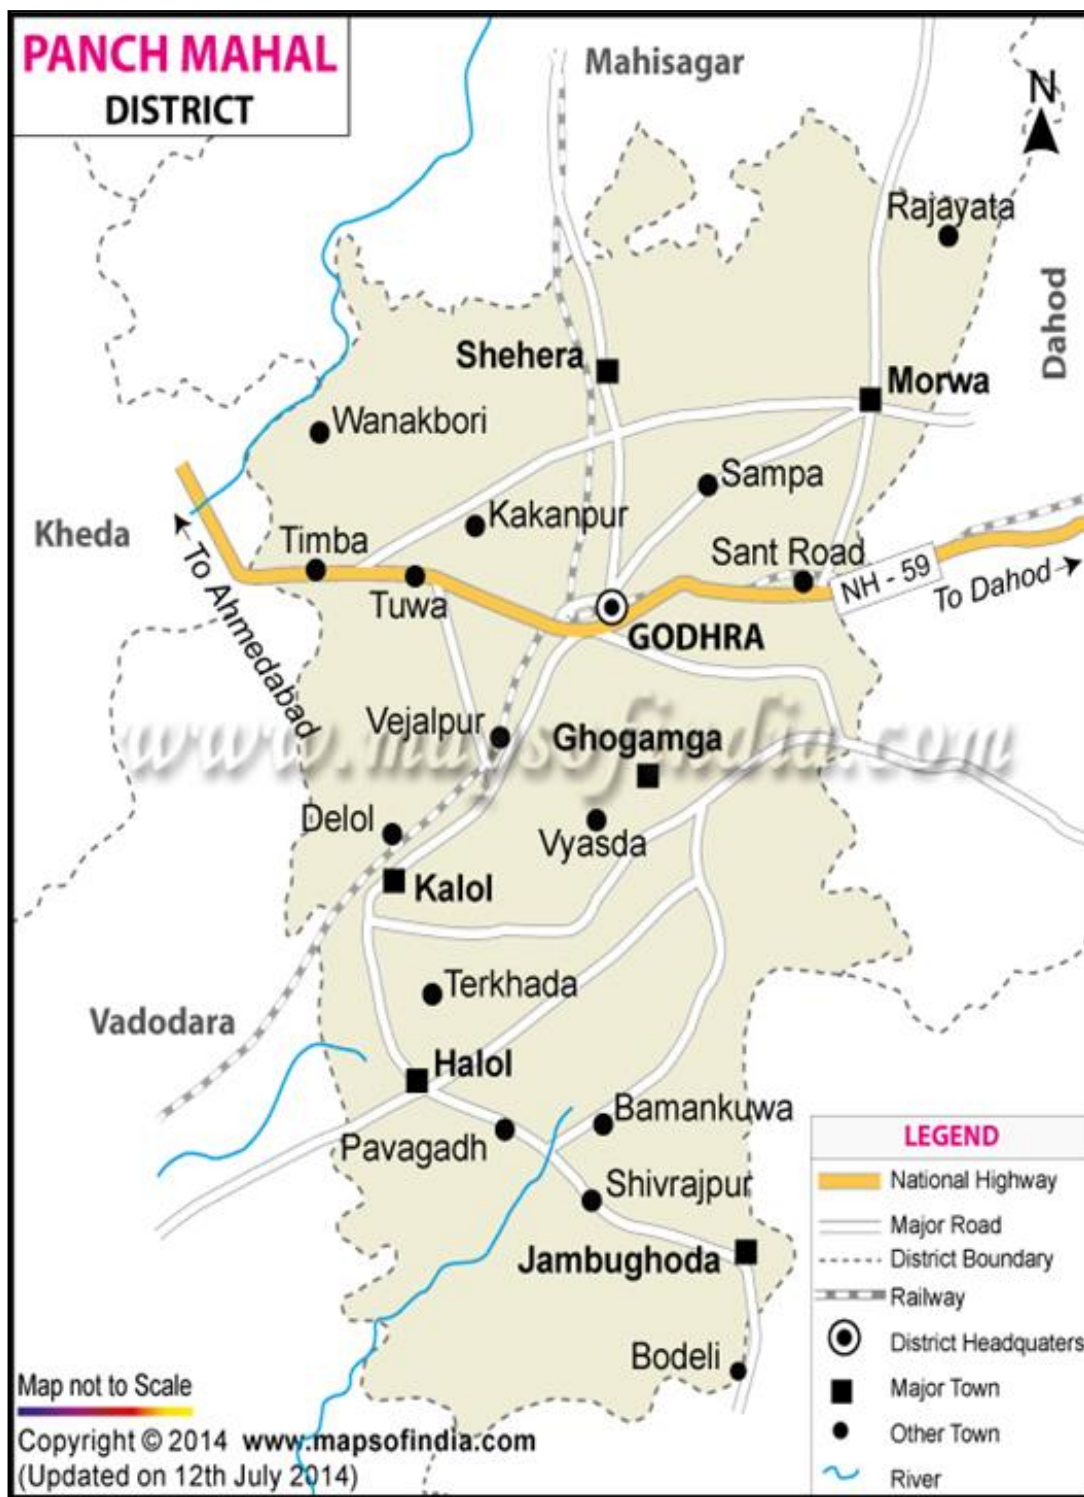 PANCH MAHAL
DISTRICT
Mahisagar
N
Rajayata
Dahod
Shehera
Morwa
Wanakbori
Sampa
Kakanpur
Kheda
Timba
Sant Road
NH - 59
To Dahod
Tuwa
GODHRA
To Ahmedabad
Vejalpur
Ghogamga
www.mapsofindia.com
Delol
Vyasda
Kalol
Terkhada
Vadodara
Halol
Bamankuwa
Pavagadh
Shivrajpur
Jambughoda
Bodeli
LEGEND
National Highway
Major Road
District Boundary
Railway
District Headquaters
Major Town
Other Town
River
Map not to Scale
Copyright © 2014 www.mapsofindia.com
(Updated on 12th July 2014)